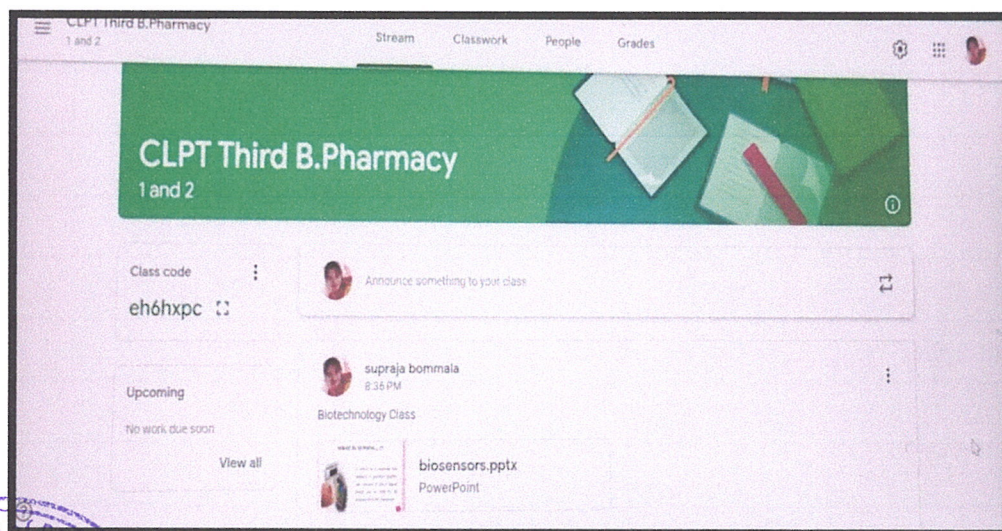 CLPT Third B.Pharmacy
1 and 2
Stream
Classwork
People
Grades
CLPT Third B.Pharmacy
1 and 2
Class code
eh6hxpc
Announce something to your class
supraja bommala
8:36 PM
Biotechnology Class
Upcoming
No work due soon
View all
biosensors.pptx
PowerPoint